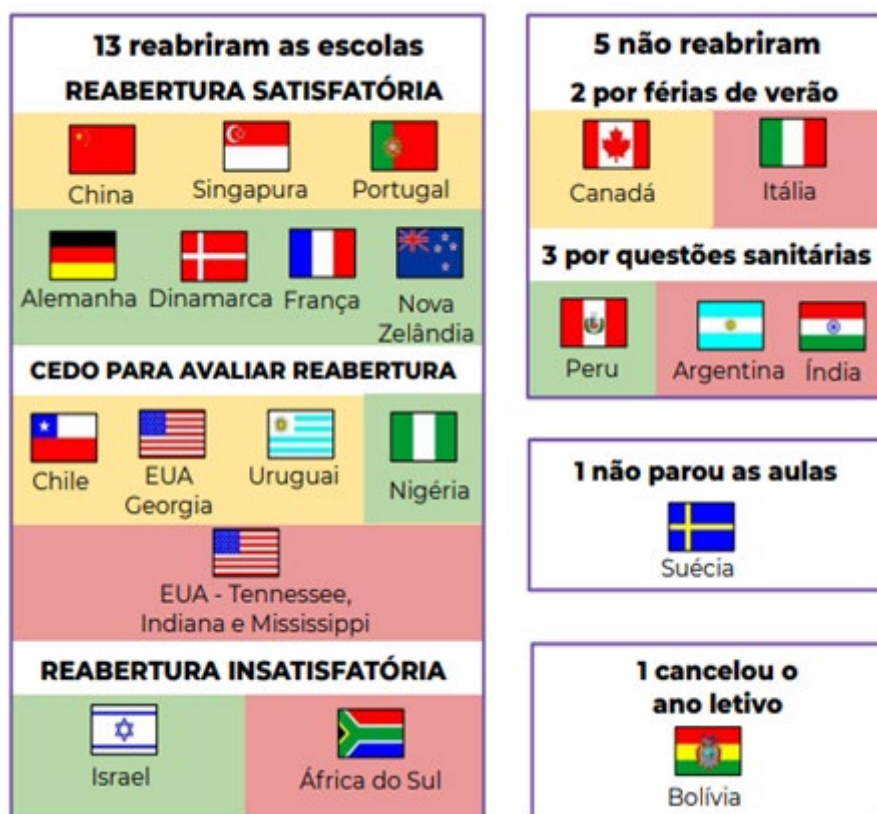 13 reabriram as escolas
REABERTURA SATISFATÓRIA
China
Singapura
Portugal
Alemanha
Dinamarca
França
Nova
Zelândia
CEDO PARA AVALIAR REABERTURA
Chile
EUA
Georgia
Uruguai
Nigéria
EUA - Tennessee,
Indiana e Mississippi
REABERTURA INSATISFATÓRIA
Israel
África do Sul
5 não reabriram
2 por férias de verão
Canadá
Itália
3 por questões sanitárias
Peru
Argentina
Índia
1 não parou as aulas
Suécia
1 cancelou o
ano letivo
Bolívia